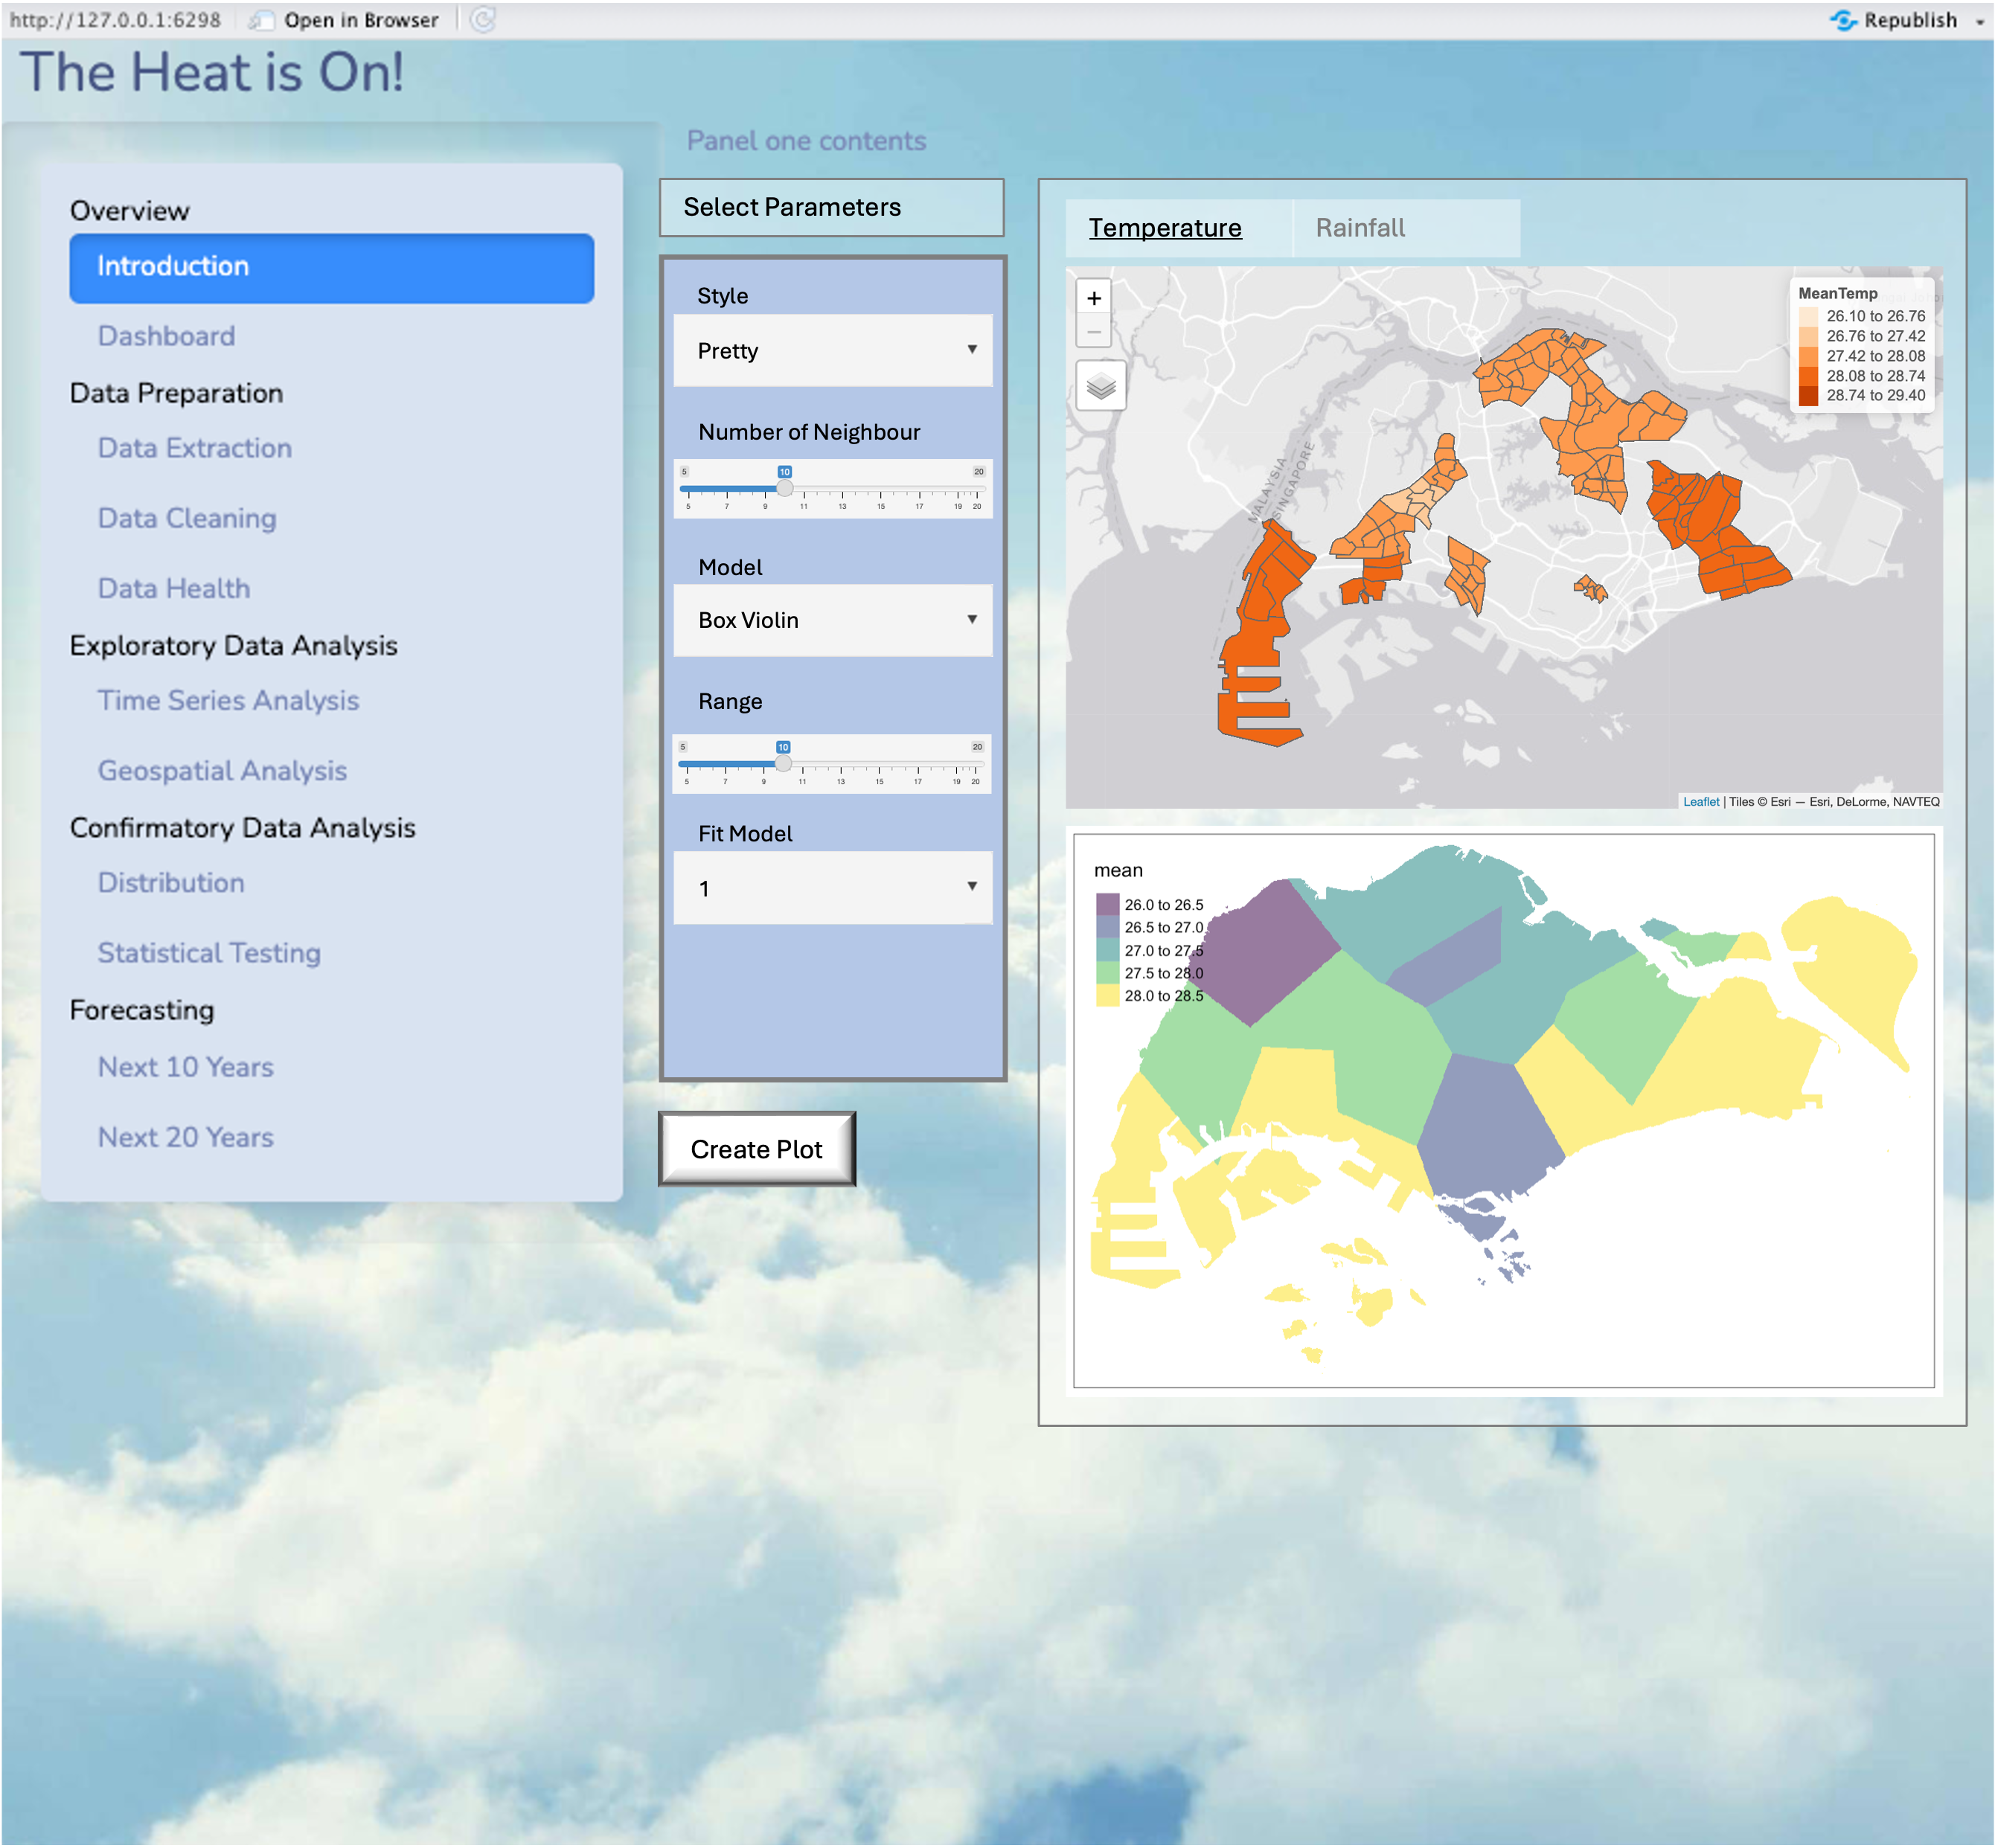 http://127.0.0.1:6298 Open in Browser Republish
The Heat is On!
Overview
Introduction
Dashboard
Data Preparation
Data Extraction
Data Cleaning
Data Health
Exploratory Data Analysis
Time Series Analysis
Geospatial Analysis
Confirmatory Data Analysis
Distribution
Statistical Testing
Forecasting
Next 10 Years
Next 20 Years
Panel one contents
Select Parameters
Style
Pretty
Number of Neighbour
5 10 20
5 7 9 11 13 15 17 19 20
Model
Box Violin
Range
5 10 20
5 7 9 11 13 15 17 19 20
Fit Model
1
Create Plot
Temperature Rainfall
+
−
MALAYSIA
SINGAPORE
MeanTemp
26.10 to 26.76
26.76 to 27.42
27.42 to 28.08
28.08 to 28.74
28.74 to 29.40
Leaflet | Tiles © Esri — Esri, DeLorme, NAVTEQ
mean
26.0 to 26.5
26.5 to 27.0
27.0 to 27.5
27.5 to 28.0
28.0 to 28.5